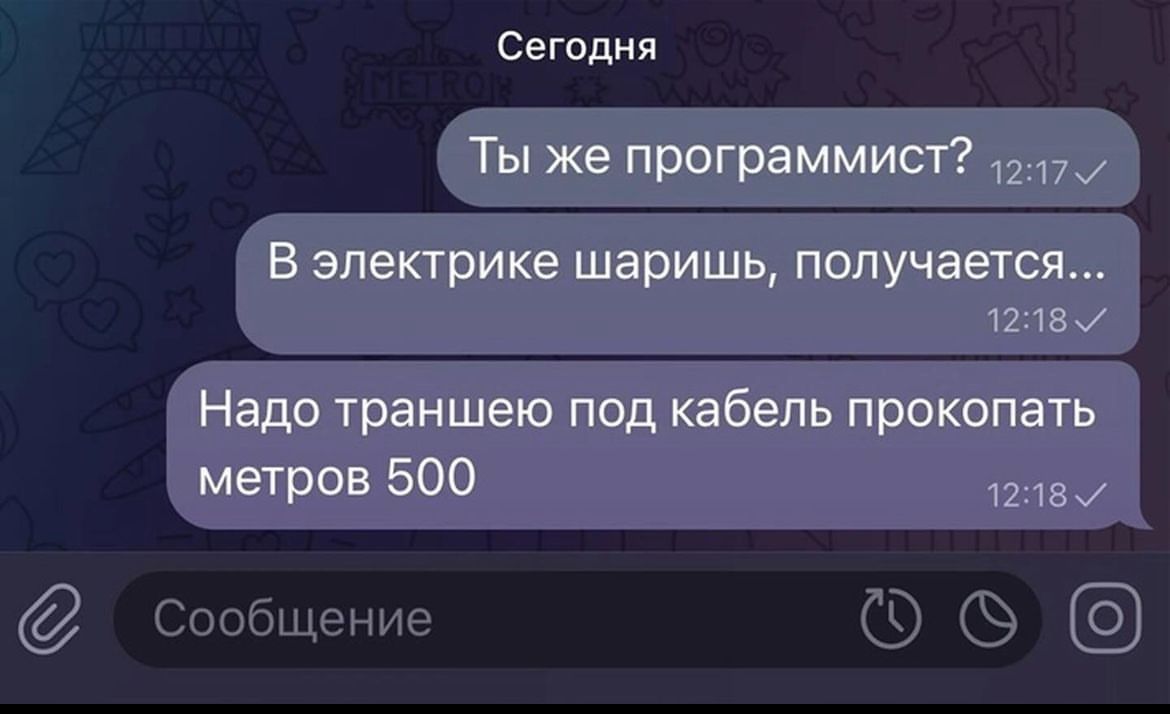 METRO
Сегодня
Ты же программист? 12:17
В электрике шаришь, получается...
12:18
Надо траншею под кабель прокопать
метров 500
12:18
Сообщение